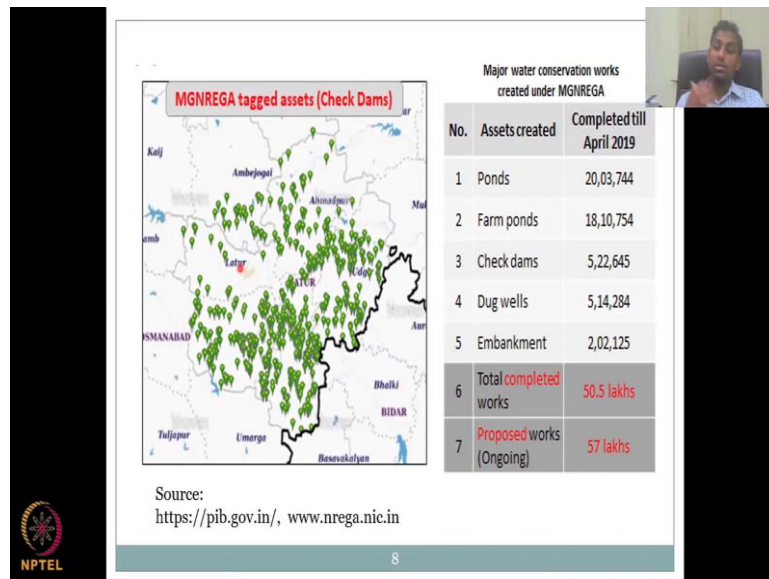 MGNREGA tagged assets (Check Dams)
ar
Kaij
Ambejogai
Ahmadpur
Mul
amb
Latur
LATUR
Udgir
OSMANABAD
Aur
Bhalki
BIDAR
Tuljapur
Umarga
Basavakalyan
Major water conservation works
created under MGNREGA
No. Assets created Completed till April 2019
1 Ponds 20,03,744
2 Farm ponds 18,10,754
3 Check dams 5,22,645
4 Dug wells 5,14,284
5 Embankment 2,02,125
6 Total completed works 50.5 lakhs
7 Proposed works (Ongoing) 57 lakhs
Source:
https://pib.gov.in/, www.nrega.nic.in
NPTEL
8